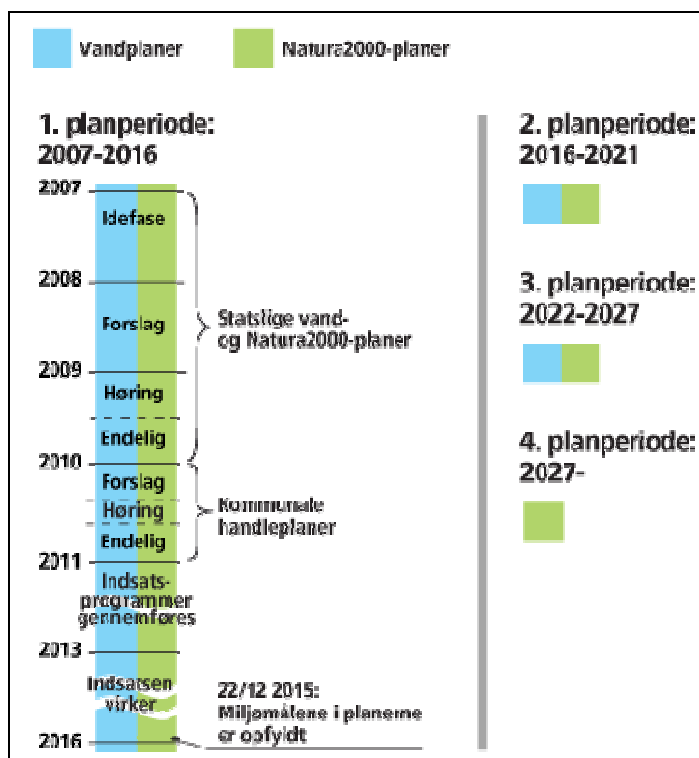 Vandplaner
Natura2000-planer
1. planperiode:
2007-2016
2007
Idefase
2008
Forslag
Statslige vand-
og Natura2000-planer
2009
Høring
Endelig
2010
Forslag
Høring
Kommunale
handleplaner
Endelig
2011
Indsats-
programmer
gennemføres
2013
Indsatsen
virker
22/12 2015:
Miljømålene i planerne
er opfyldt
2016
2. planperiode:
2016-2021
3. planperiode:
2022-2027
4. planperiode:
2027-